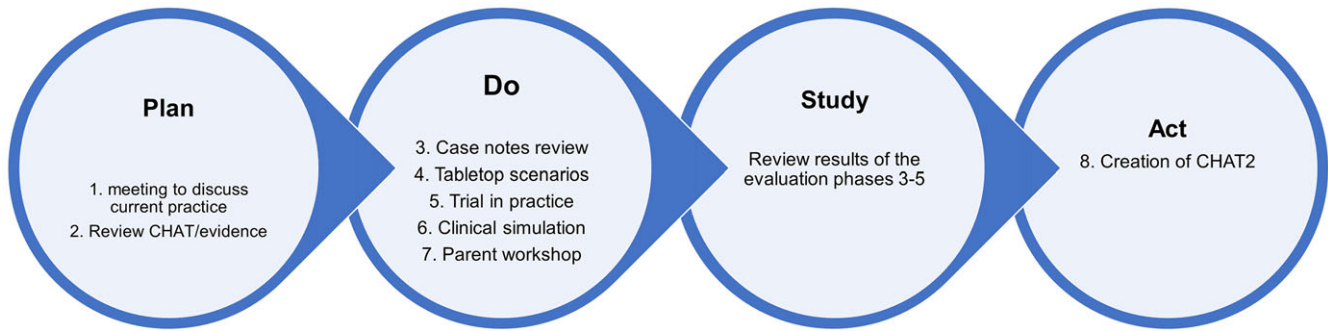 Plan
1. meeting to discuss
current practice
2. Review CHAT/evidence
Do
3. Case notes review
4. Tabletop scenarios
5. Trial in practice
6. Clinical simulation
7. Parent workshop
Study
Review results of the
evaluation phases 3-5
Act
8. Creation of CHAT2